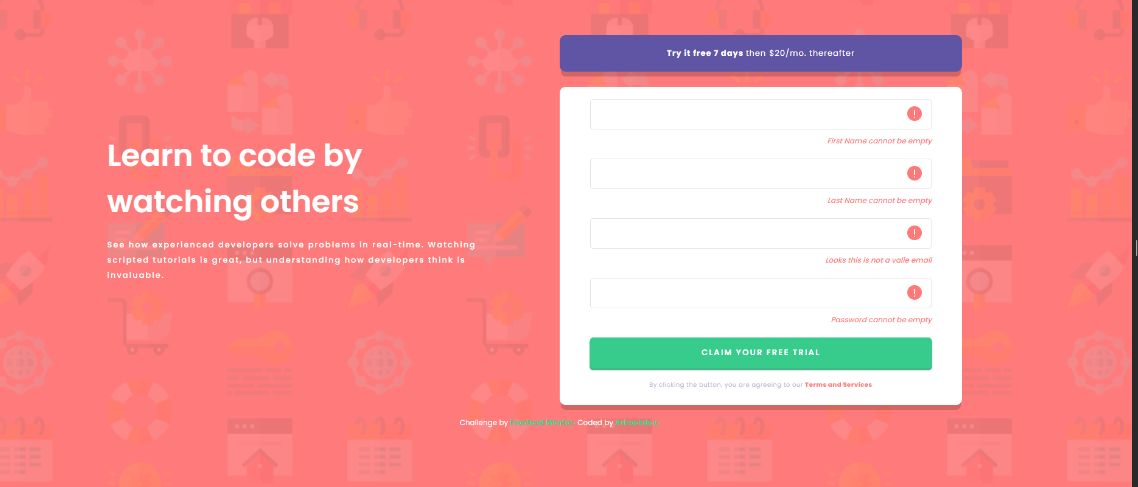 Try it free 7 days then $20/mo. thereafter
Learn to code by
watching others
See how experienced developers solve problems in real-time. Watching
scripted tutorials is great, but understanding how developers think is
invaluable.
!
First Name cannot be empty
!
Last Name cannot be empty
!
Looks this is not a valie email
!
Password cannot be empty
CLAIM YOUR FREE TRIAL
By clicking the button, you are agreeing to our Terms and Services
Challenge by Frontend Mentor. Coded by